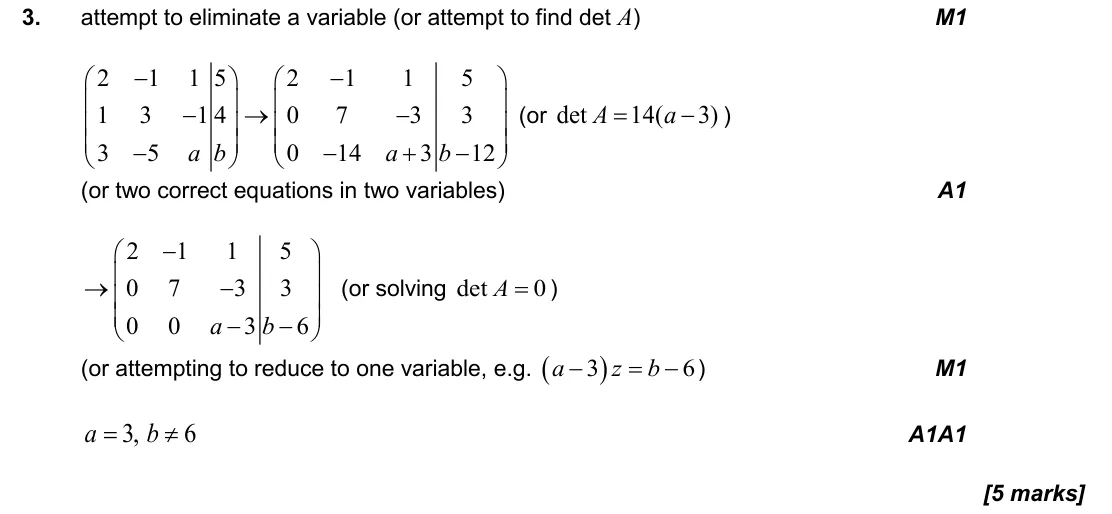 3. attempt to eliminate a variable (or attempt to find det A) M1
(2 −1 1 | 5) → (2 −1 1 | 5)
(1 3 −1 | 4) → (0 7 −3 | 3) (or det A = 14(a − 3))
(3 −5 a | b) → (0 −14 a + 3 | b − 12)
(or two correct equations in two variables) A1
(2 −1 1 | 5)
→ (0 7 −3 | 3) (or solving det A = 0)
(0 0 a − 3 | b − 6)
(or attempting to reduce to one variable, e.g. (a − 3)z = b − 6) M1
a = 3, b ≠ 6 A1A1
[5 marks]